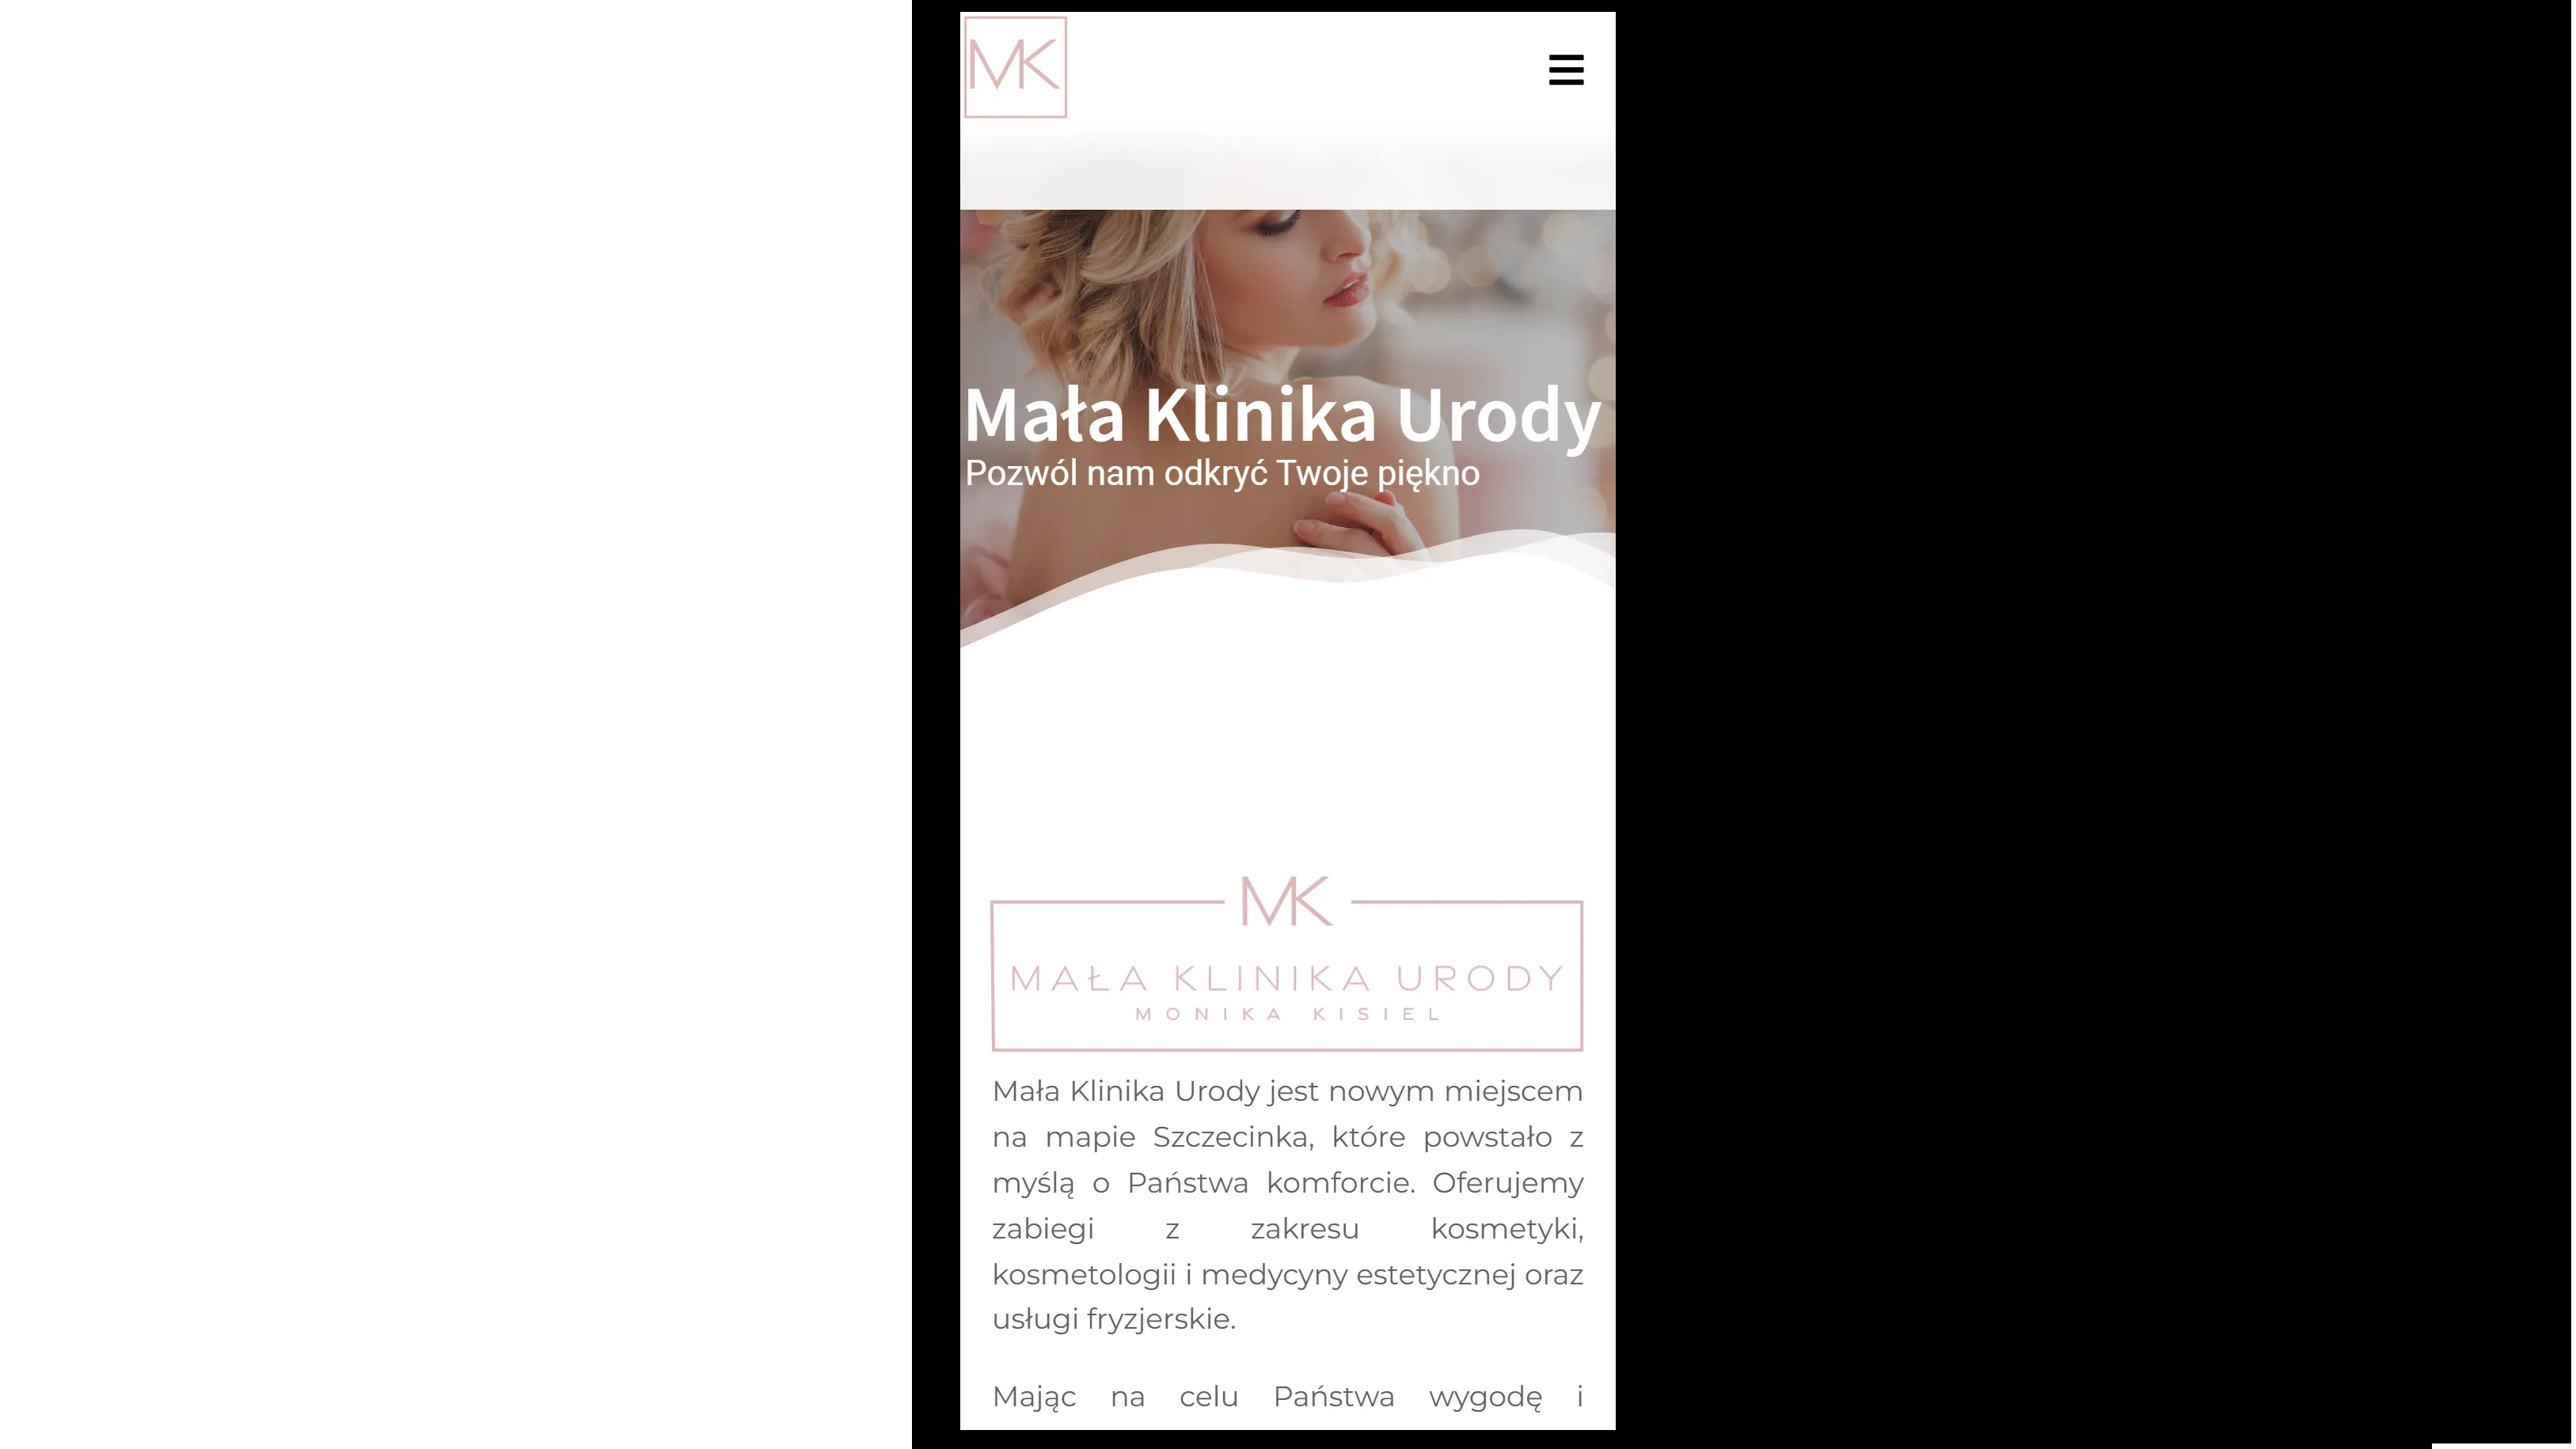 MK
Mała Klinika Urody
Pozwól nam odkryć Twoje piękno
MK
MAŁA KLINIKA URODY
MONIKA KISIEL
Mała Klinika Urody jest nowym miejscem
na mapie Szczecinka, które powstało z
myślą o Państwa komforcie. Oferujemy
zabiegi z zakresu kosmetyki,
kosmetologii i medycyny estetycznej oraz
usługi fryzjerskie.
Mając na celu Państwa wygodę i